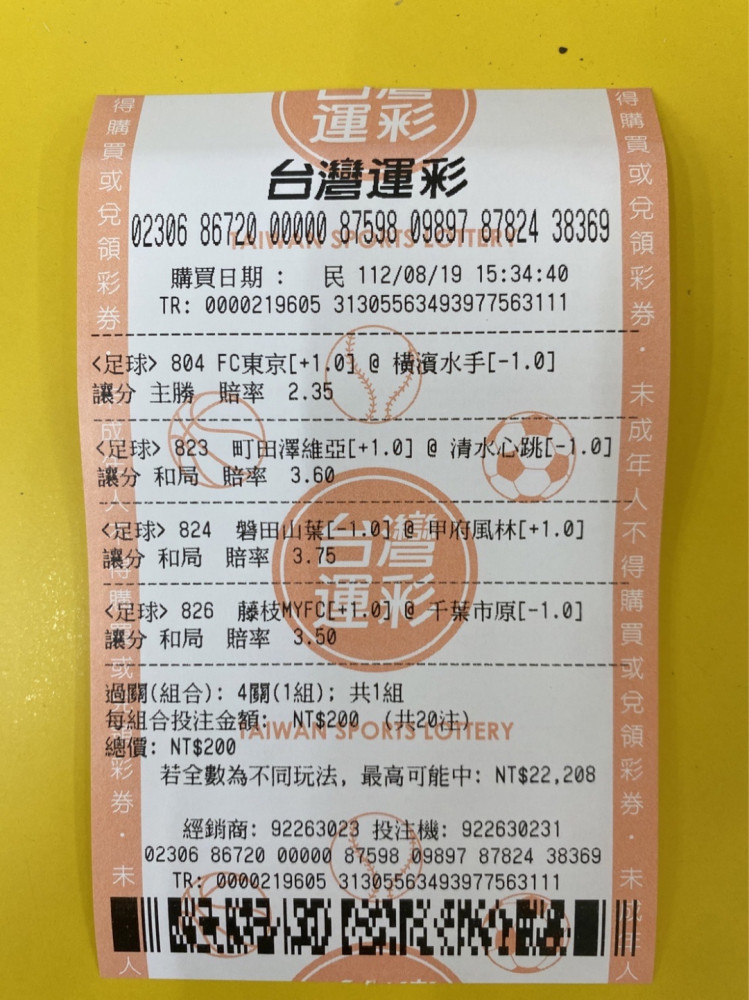 台灣
運彩
台灣運彩
02306 86720 00000 87598 09897 87824 38369
TAIWAN SPORTS LOTTERY
購買日期： 民 112/08/19 15:34:40
TR: 0000219605 31305563493977563111
<足球> 804 FC東京[+1.0] @ 橫濱水手[-1.0]
讓分 主勝 賠率 2.35
<足球> 823 町田澤維亞[+1.0] @ 清水心跳[-1.0]
讓分 和局 賠率 3.60
<足球> 824 磐田山葉[-1.0] @ 甲府風林[+1.0]
讓分 和局 賠率 3.75
台灣
運彩
<足球> 826 藤枝MYFC[+1.0] @ 千葉市原[-1.0]
讓分 和局 賠率 3.50
過關(組合): 4關(1組); 共1組
每組合投注金額: NT$200 (共20注)
TAIWAN SPORTS LOTTERY
總價: NT$200
若全數為不同玩法, 最高可能中: NT$22,208
經銷商: 92263023 投注機: 922630231
02306 86720 00000 87598 09897 87824 38369
TR: 0000219605 31305563493977563111
得購買或兌領彩券．未成年人不得購買或兌領彩券．未成年人